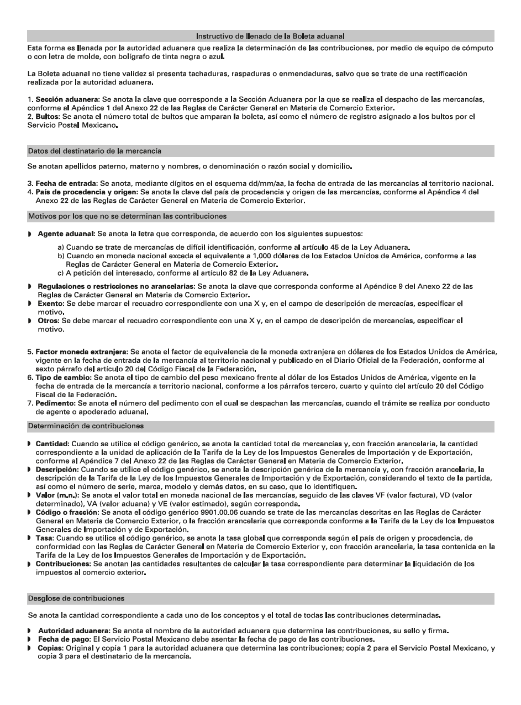 Instructivo de llenado de la Boleta aduanal
Esta forma es llenada por la autoridad aduanera que realiza la determinación de las contribuciones, por medio de equipo de cómputo
o con letra de molde, con bolígrafo de tinta negra o azul.
La Boleta aduanal no tiene validez si presenta tachaduras, raspaduras o enmendaduras, salvo que se trate de una rectificación
realizada por la autoridad aduanera.
1. Sección aduanera: Se anota la clave que corresponde a la Sección Aduanera por la que se realiza el despacho de las mercancías,
conforme el Apéndice 1 del Anexo 22 de las Reglas de Carácter General en Materia de Comercio Exterior.
2. Bultos: Se anota el número total de bultos que amparan la boleta, así como el número de registro asignado a los bultos por el
Servicio Postal Mexicano.
Datos del destinatario de la mercancía
Se anotan apellidos paterno, materno y nombres, o denominación o razón social y domicilio.
3. Fecha de entrada: Se anota, mediante dígitos en el esquema dd/mm/aa, la fecha de entrada de las mercancías al territorio nacional.
4. País de procedencia y origen: Se anota la clave del país de procedencia y origen de las mercancías, conforme al Apéndice 4 del
Anexo 22 de las Reglas de Carácter General en Materia de Comercio Exterior.
Motivos por los que no se determinan las contribuciones
◗ Agente aduanal: Se anota la letra que corresponda, de acuerdo con los siguientes supuestos:
a) Cuando se trate de mercancías de difícil identificación, conforme al artículo 45 de la Ley Aduanera.
b) Cuando en moneda nacional exceda el equivalente a 1,000 dólares de los Estados Unidos de América, conforme a las
Reglas de Carácter General en Materia de Comercio Exterior.
c) A petición del interesado, conforme al artículo 82 de la Ley Aduanera.
◗ Regulaciones o restricciones no arancelarias: Se anota la clave que corresponda conforme al Apéndice 9 del Anexo 22 de las
Reglas de Carácter General en Materia de Comercio Exterior.
◗ Exento: Se debe marcar el recuadro correspondiente con una X y, en el campo de descripción de mercacías, especificar el
motivo.
◗ Otros: Se debe marcar el recuadro correspondiente con una X y, en el campo de descripción de mercancías, especificar el
motivo.
5. Factor moneda extranjera: Se anota el factor de equivalencia de la moneda extranjera en dólares de los Estados Unidos de América,
vigente en fecha de entrada de la mercancía al territorio nacional y publicado en el Diario Oficial de la Federación, conforme al
sexto párrafo del artículo 20 del Código Fiscal de la Federación.
6. Tipo de cambio: Se anota el tipo de cambio del peso mexicano frente al dólar de los Estados Unidos de América, vigente en la
fecha de entrada de la mercancía a territorio nacional, conforme a los párrafos tercero, cuarto y quinto del artículo 20 del Código
Fiscal de la Federación.
7. Pedimento: Se anota el número del pedimento con el cual se despachan las mercancías, cuando el trámite se realiza por conducto
de agente o apoderado aduanal.
Determinación de contribuciones
◗ Cantidad: Cuando se utilice el código genérico, se anota la cantidad total de mercancías y, con fracción arancelaria, la cantidad
correspondiente a la unidad de aplicación de la Tarifa de la Ley de los Impuestos Generales de Importación y de Exportación,
conforme al Apéndice 7 del Anexo 22 de las Reglas de Carácter General en Materia de Comercio Exterior.
◗ Descripción: Cuando se utilice el código genérico, se anota la descripción genérica de la mercancía y, con fracción arancelaria, la
descripción de la Tarifa de la Ley de los Impuestos Generales de Importación y de Exportación, considerando el texto de la partida,
así como el número de serie, marca, modelo y demás datos, en su caso, que lo identifiquen.
◗ Valor (m.n.): Se anota el valor total en moneda nacional de las mercancías, seguido de las claves VF (valor factura), VD (valor
determinado), VA (valor aduana) y VE (valor estimado), según corresponda.
◗ Código o fracción: Se anota el código genérico 9901.00.06 cuando se trate de las mercancías descritas en las Reglas de Carácter
General en Materia de Comercio Exterior, o la fracción arancelaria que corresponda conforme a la Tarifa de la Ley de los Impuestos
Generales de Importación y de Exportación.
◗ Tasa: Cuando se utilice el código genérico, se anota la tasa global que corresponda según el país de origen y procedencia, de
conformidad con las Reglas de Carácter General en Materia de Comercio Exterior y, con fracción arancelaria, la tasa contenida en la
Tarifa de la Ley de los Impuestos Generales de Importación y de Exportación.
◗ Contribuciones: Se anotan las cantidades resultantes de calcular la tasa correspondiente para determinar la liquidación de los
impuestos al comercio exterior.
Desglose de contribuciones
Se anota la cantidad correspondiente a cada uno de los conceptos y el total de todas las contribuciones determinadas.
◗ Autoridad aduanera: Se anota el nombre de la autoridad aduanera que determina las contribuciones, su sello y firma.
◗ Fecha de pago: El Servicio Postal Mexicano debe asentar la fecha de pago de las contribuciones.
◗ Copias: Original y copia 1 para la autoridad aduanera que determina las contribuciones; copia 2 para el Servicio Postal Mexicano, y
copia 3 para el destinatario de la mercancía.